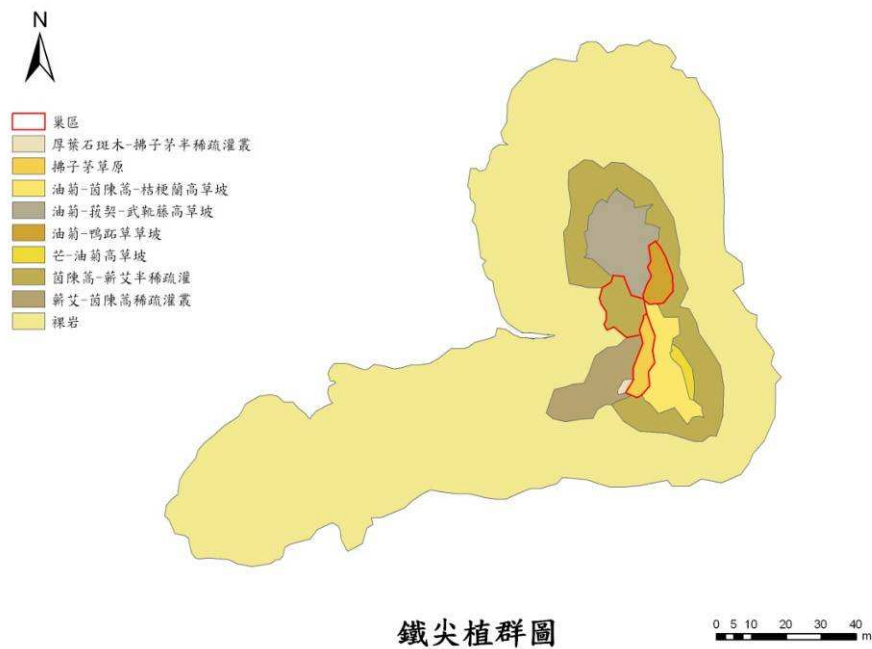 N
巢區
厚葉石斑木-拂子茅半稀疏灌叢
拂子茅草原
油菊-茵陳蒿-桔梗蘭高草坡
油菊-菝契-武靴藤高草坡
油菊-鴨跖草草坡
芒-油菊高草坡
茵陳蒿-蘄艾半稀疏灌
蘄艾-茵陳蒿稀疏灌叢
裸岩
鐵尖植群圖
0 5 10 20 30 40
m